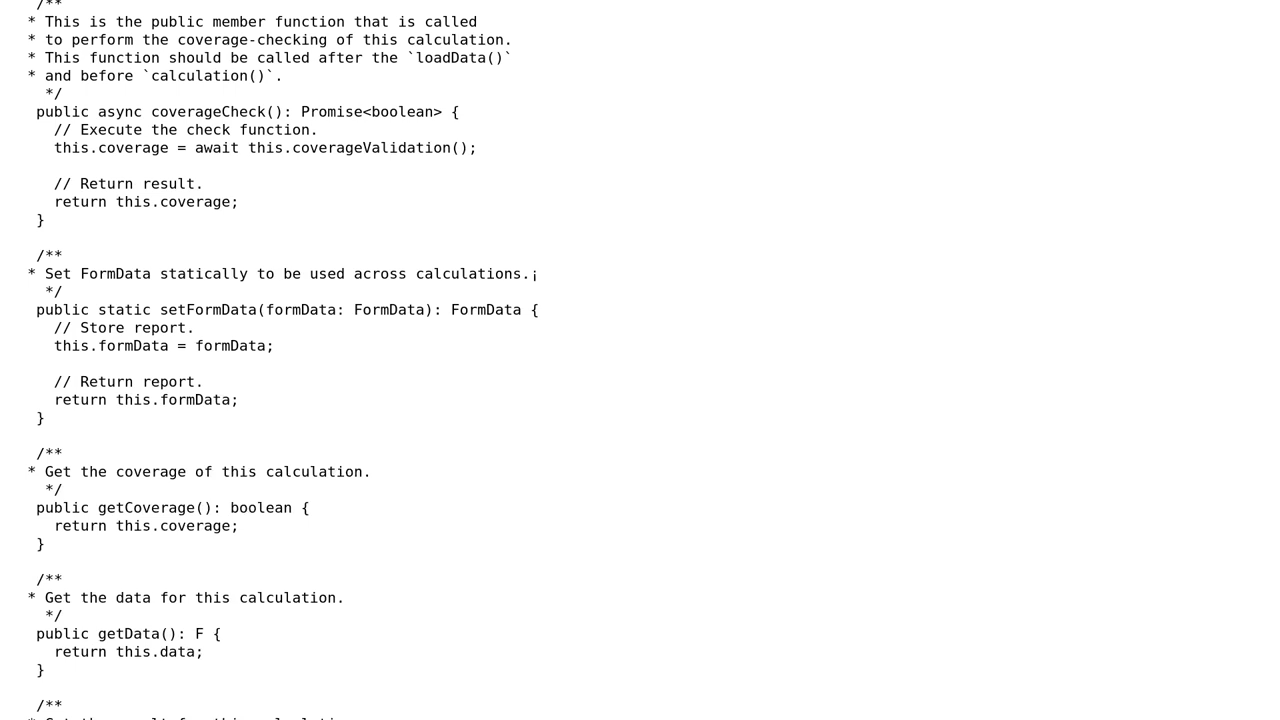 /**
* This is the public member function that is called
* to perform the coverage-checking of this calculation.
* This function should be called after the `loadData()`
* and before `calculation()`.
*/
public async coverageCheck(): Promise<boolean> {
// Execute the check function.
this.coverage = await this.coverageValidation();
// Return result.
return this.coverage;
}
/**
* Set FormData statically to be used across calculations.¡
*/
public static setFormData(formData: FormData): FormData {
// Store report.
this.formData = formData;
// Return report.
return this.formData;
}
/**
* Get the coverage of this calculation.
*/
public getCoverage(): boolean {
return this.coverage;
}
/**
* Get the data for this calculation.
*/
public getData(): F {
return this.data;
}
/**